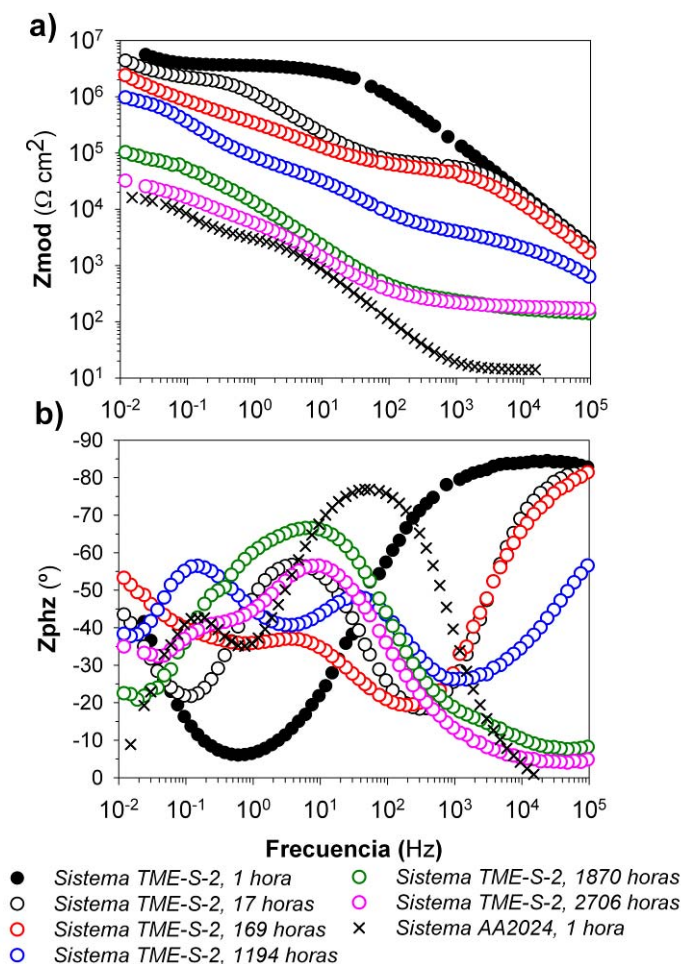 a)
10⁷
10⁶
10⁵
10⁴
10³
10²
10¹
Zmod (Ω cm²)
10⁻² 10⁻¹ 10⁰ 10¹ 10² 10³ 10⁴ 10⁵
b)
-90
-80
-70
-60
-50
-40
-30
-20
-10
0
Zphz (º)
10⁻² 10⁻¹ 10⁰ 10¹ 10² 10³ 10⁴ 10⁵
Frecuencia (Hz)
Sistema TME-S-2, 1 hora
Sistema TME-S-2, 17 horas
Sistema TME-S-2, 169 horas
Sistema TME-S-2, 1194 horas
Sistema TME-S-2, 1870 horas
Sistema TME-S-2, 2706 horas
Sistema AA2024, 1 hora